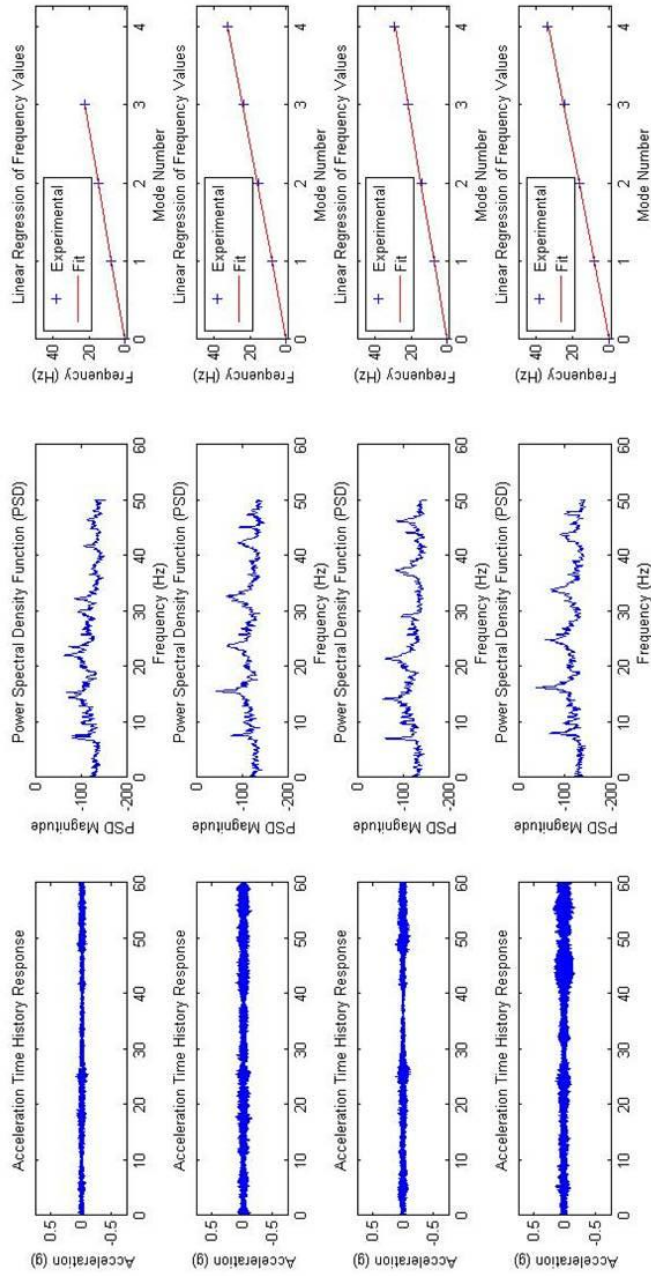 Acceleration Time History Response
Acceleration (g)
0.5
0
-0.5
0 10 20 30 40 50 60
Power Spectral Density Function (PSD)
PSD Magnitude
0
-100
-200
0 10 20 30 40 50 60
Frequency (Hz)
Linear Regression of Frequency Values
Frequency (Hz)
40
20
0
Experimental
Fit
0 1 2 3 4
Mode Number
Acceleration Time History Response
Acceleration (g)
0.5
0
-0.5
0 10 20 30 40 50 60
Power Spectral Density Function (PSD)
PSD Magnitude
0
-100
-200
0 10 20 30 40 50 60
Frequency (Hz)
Linear Regression of Frequency Values
Frequency (Hz)
40
20
0
Experimental
Fit
0 1 2 3 4
Mode Number
Acceleration Time History Response
Acceleration (g)
0.5
0
-0.5
0 10 20 30 40 50 60
Power Spectral Density Function (PSD)
PSD Magnitude
0
-100
-200
0 10 20 30 40 50 60
Frequency (Hz)
Linear Regression of Frequency Values
Frequency (Hz)
40
20
0
Experimental
Fit
0 1 2 3 4
Mode Number
Acceleration Time History Response
Acceleration (g)
0.5
0
-0.5
0 10 20 30 40 50 60
Power Spectral Density Function (PSD)
PSD Magnitude
0
-100
-200
0 10 20 30 40 50 60
Linear Regression of Frequency Values
Frequency (Hz)
40
20
0
Experimental
Fit
0 1 2 3 4